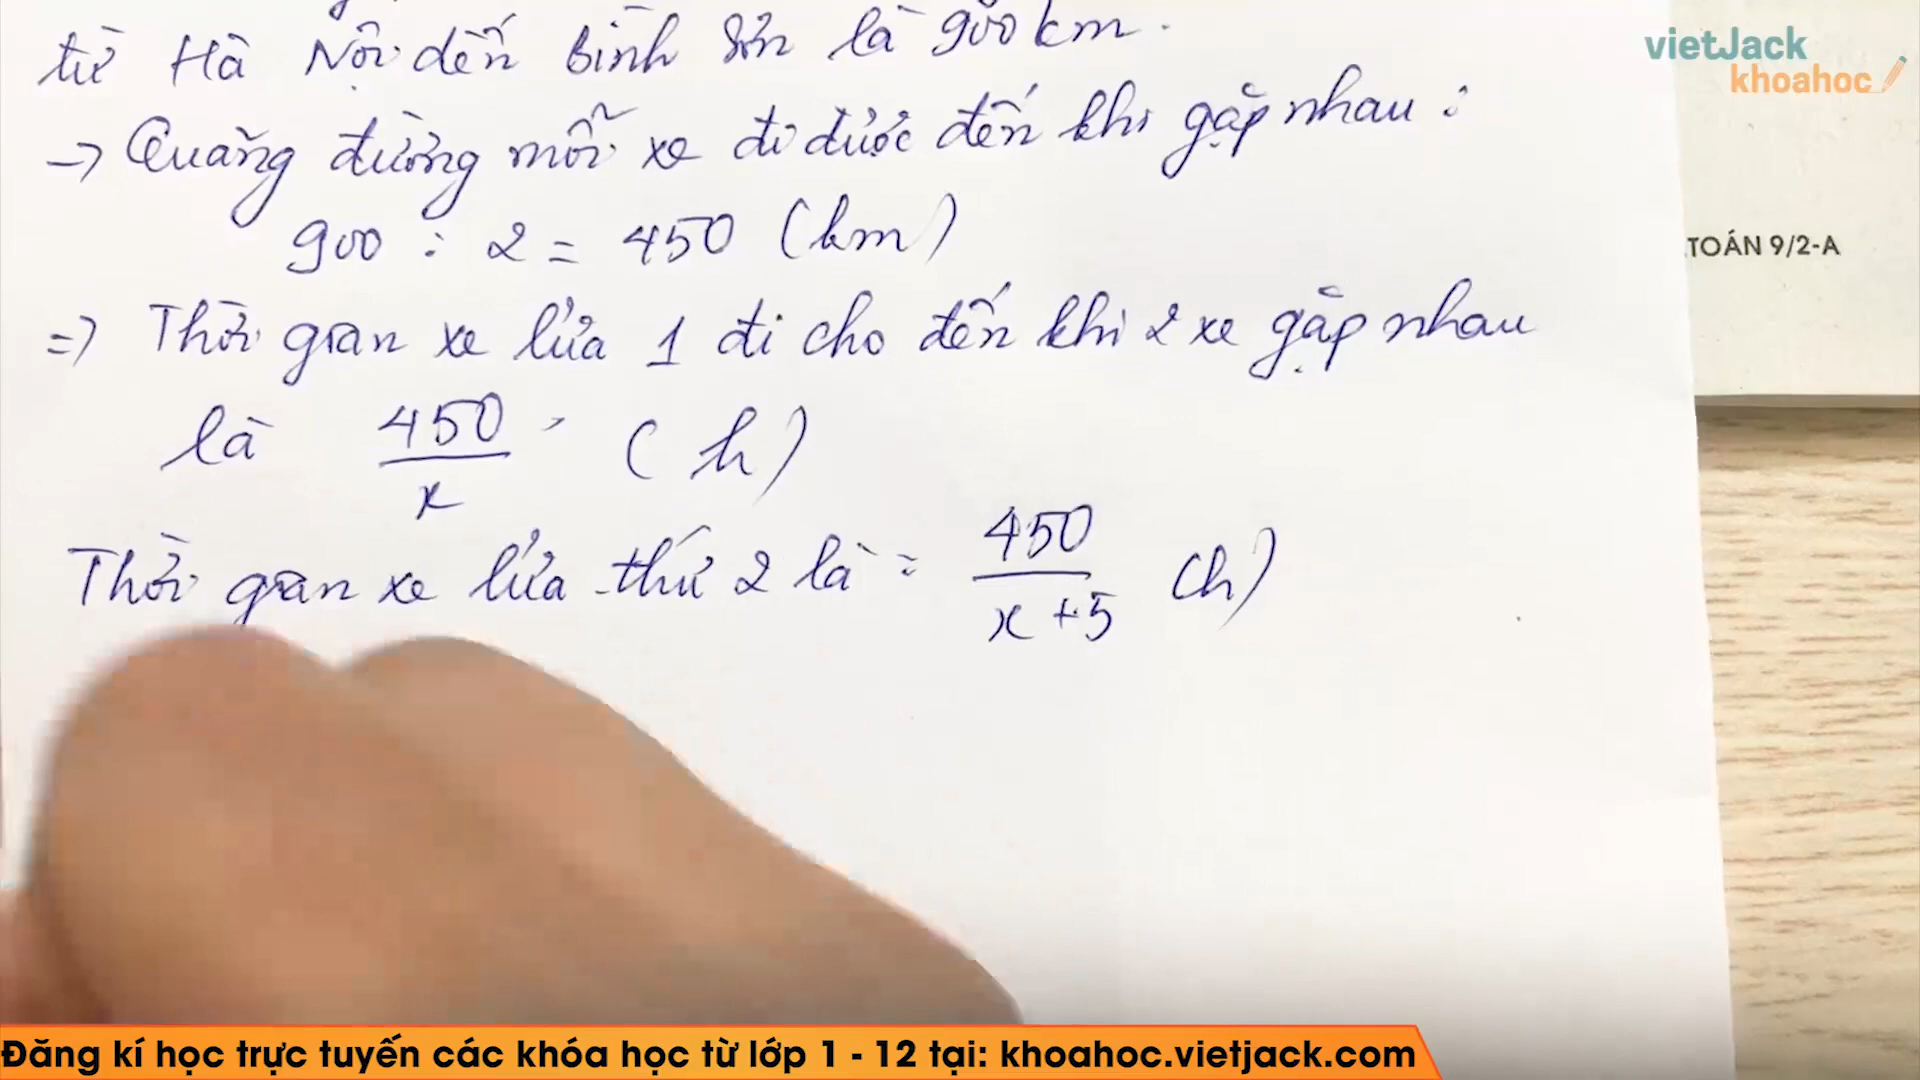 từ Hà Nội đến Bình Sơn là 900 km.
→ Quãng đường mỗi xe đi được đến khi gặp nhau :
900 : 2 = 450 (km)
=> Thời gian xe lửa 1 đi cho đến khi 2 xe gặp nhau
là 450/x (h)
Thời gian xe lửa thứ 2 là : 450/(x+5) (h)
vietJack
khoahoc
TOÁN 9/2-A
Đăng kí học trực tuyến các khóa học từ lớp 1 - 12 tại: khoahoc.vietjack.com